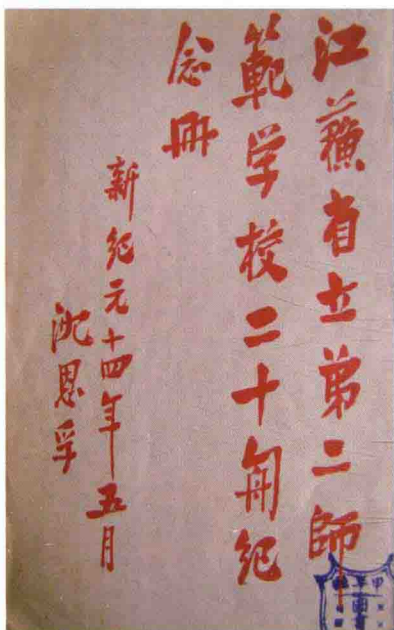 江蘇省立第二師
範学校二十周紀
念冊
新紀元十四年五月
沈恩孚